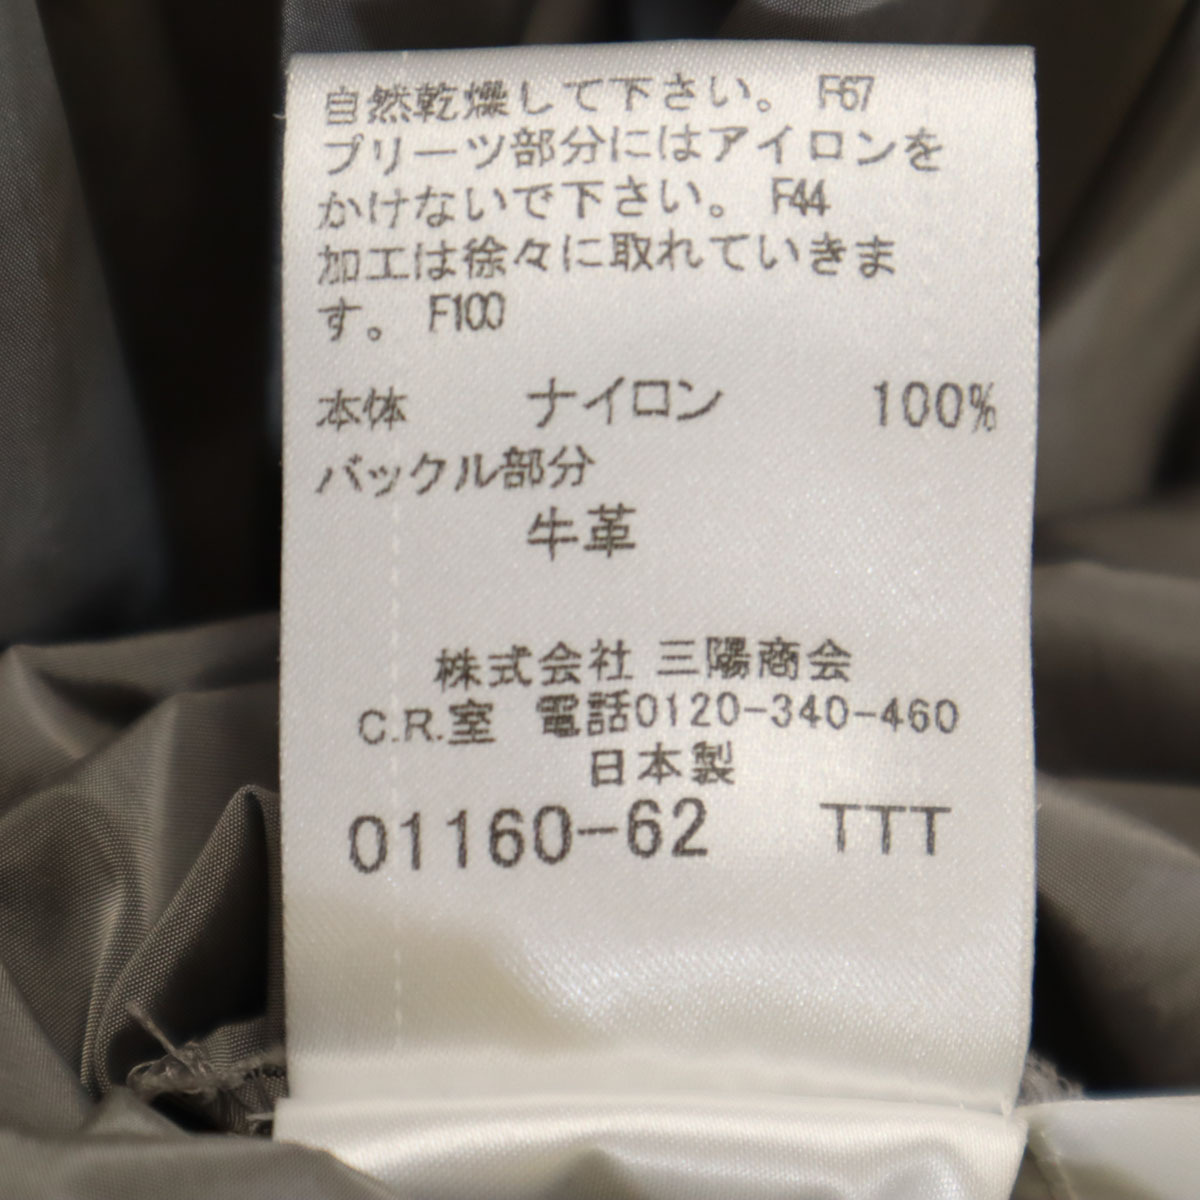 自然乾燥して下さい。 F67
プリーツ部分にはアイロンを
かけないで下さい。 F44
加工は徐々に取れていきま
す。 F100
本体 ナイロン 100%
バックル部分
牛革
株式会社 三陽商会
C.R.室 電話0120-340-460
日本製
01160-62 TTT